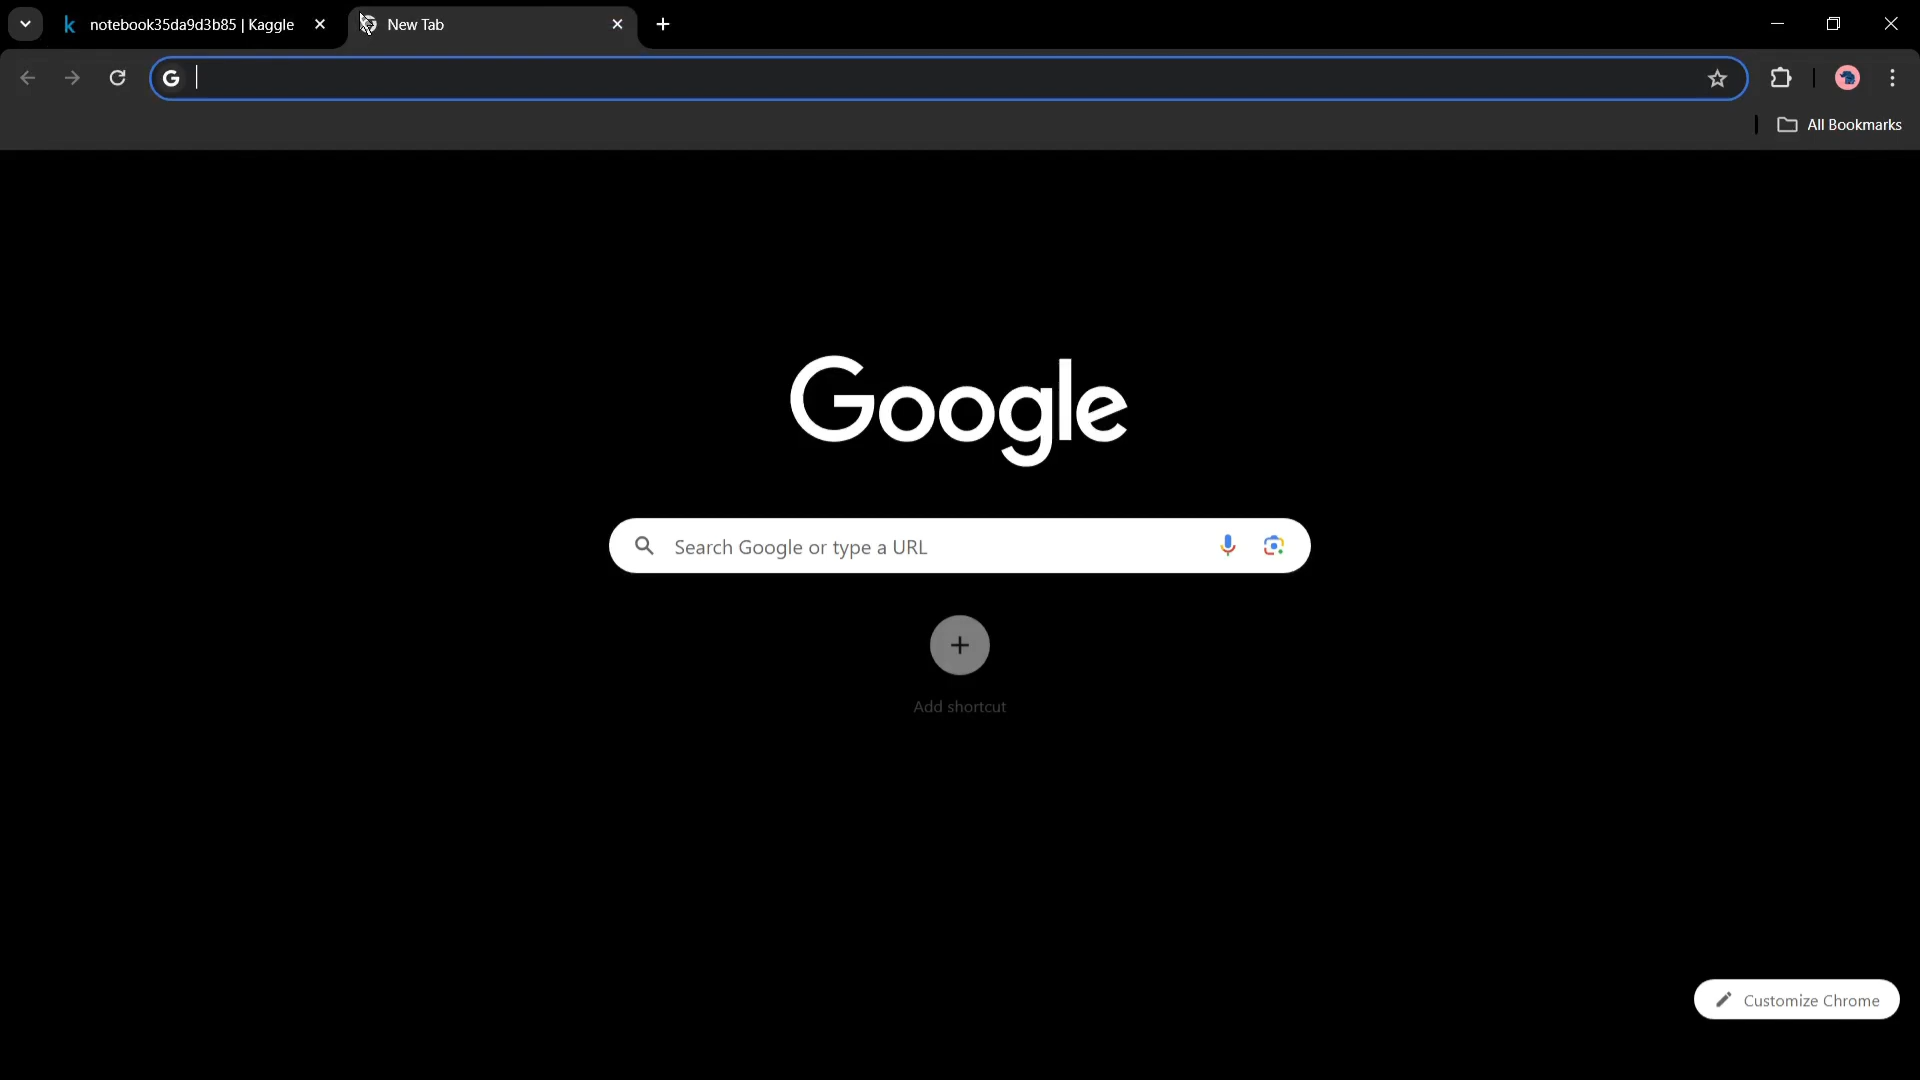 notebook35da9d3b85 | Kaggle
New Tab
All Bookmarks
Google
Search Google or type a URL
Add shortcut
Customize Chrome